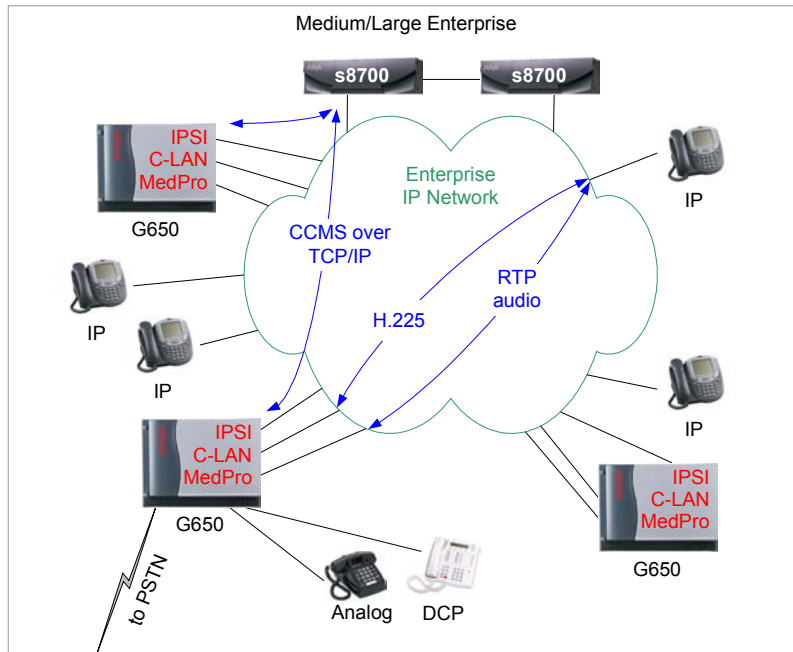 Medium/Large Enterprise
s8700
s8700
IPSI
C-LAN
MedPro
G650
Enterprise
IP Network
IP
CCMS over
TCP/IP
RTP
audio
H.225
IP
IP
IP
IPSI
C-LAN
MedPro
G650
IPSI
C-LAN
MedPro
G650
to PSTN
Analog
DCP